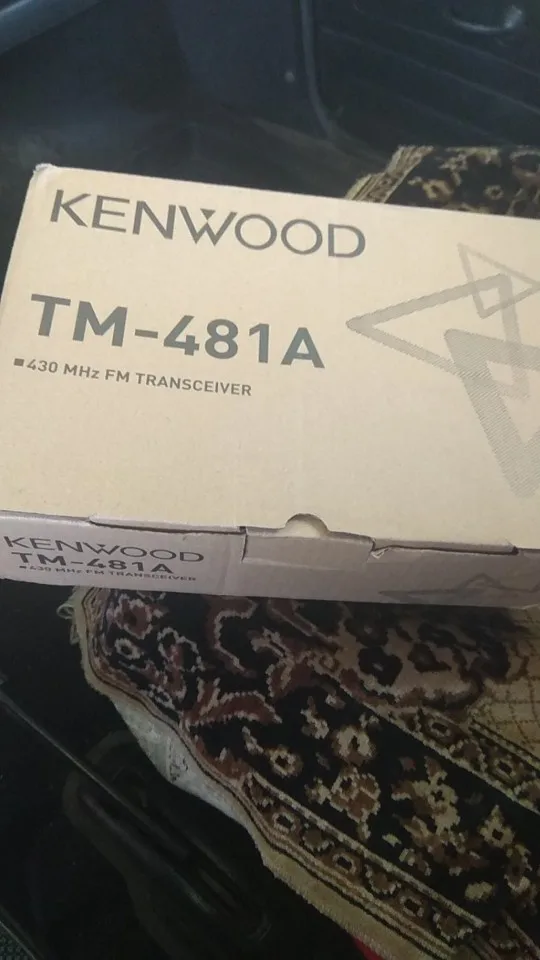 KENWOOD
TM-481A
▪430 MHz FM TRANSCEIVER
KENWOOD
TM-481A
▪430 MHz FM TRANSCEIVER